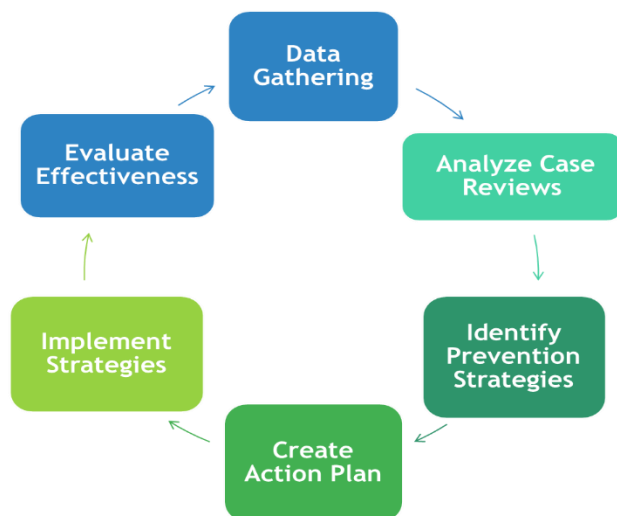 Data
Gathering
Analyze Case
Reviews
Identify
Prevention
Strategies
Create
Action Plan
Implement
Strategies
Evaluate
Effectiveness